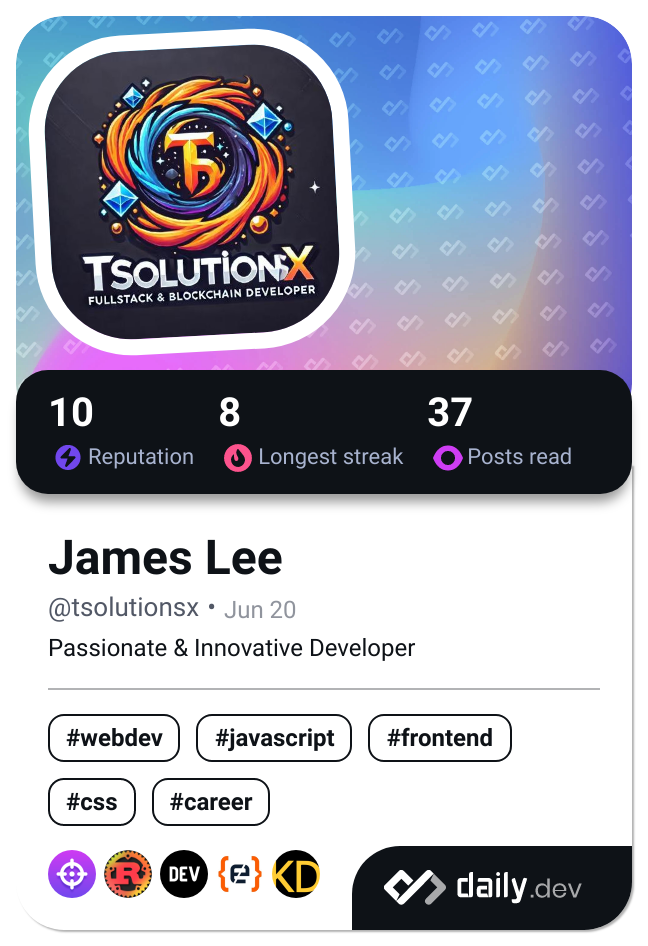 TSOLUTIONSX
FULLSTACK & BLOCKCHAIN DEVELOPER
10 8 37
Reputation Longest streak Posts read
James Lee
@tsolutionsx • Jun 20
Passionate & Innovative Developer
#webdev #javascript #frontend
#css #career
R DEV KD
daily.dev